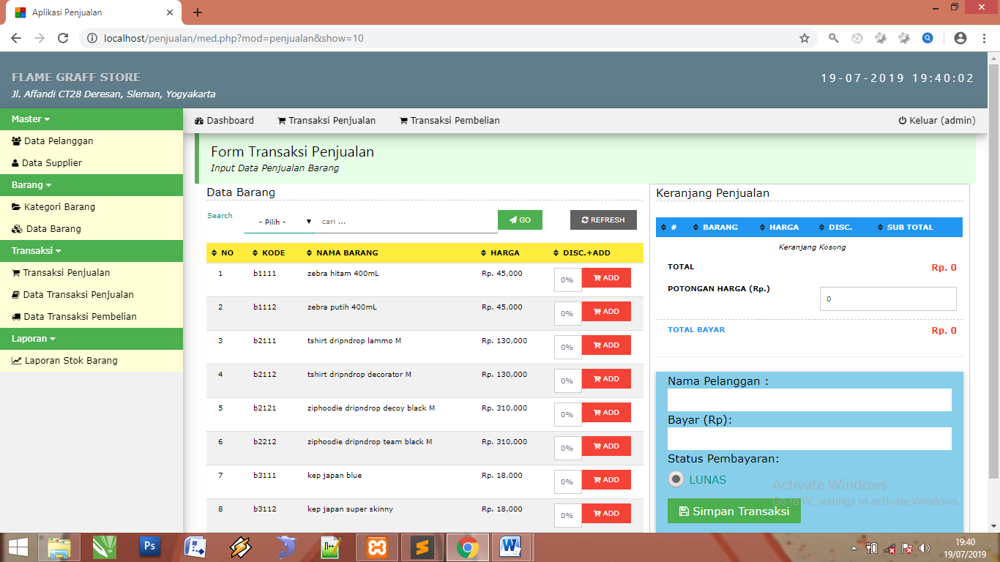 Aplikasi Penjualan
localhost/penjualan/med.php?mod=penjualan&show=10
FLAME GRAFF STORE
19-07-2019 19:40:02
Jl. Affandi CT28 Deresan, Sleman, Yogyakarta
Master
Data Pelanggan
Data Supplier
Barang
Kategori Barang
Data Barang
Transaksi
Transaksi Penjualan
Data Transaksi Penjualan
Data Transaksi Pembelian
Laporan
Laporan Stok Barang
Dashboard Transaksi Penjualan Transaksi Pembelian Keluar (admin)
Form Transaksi Penjualan
Input Data Penjualan Barang
Data Barang
Search - Pilih - cari ... GO REFRESH
NO KODE NAMA BARANG HARGA DISC.+ADD
1 b1111 zebra hitam 400mL Rp. 45,000 0% ADD
2 b1112 zebra putih 400mL Rp. 45,000 0% ADD
3 b2111 tshirt dripndrop lammo M Rp. 130,000 0% ADD
4 b2112 tshirt dripndrop decorator M Rp. 130,000 0% ADD
5 b2121 ziphoodie dripndrop decoy black M Rp. 310,000 0% ADD
6 b2212 ziphoodie dripndrop team black M Rp. 310,000 0% ADD
7 b3111 kep japan blue Rp. 18,000 0% ADD
8 b3112 kep japan super skinny Rp. 18,000 0% ADD
Keranjang Penjualan
# BARANG HARGA DISC. SUB TOTAL
Keranjang Kosong
TOTAL Rp. 0
POTONGAN HARGA (Rp.) 0
TOTAL BAYAR Rp. 0
Nama Pelanggan :
Bayar (Rp):
Status Pembayaran:
LUNAS
Simpan Transaksi
Activate Windows
Go to PC settings to activate Windows.
Ps
19:40
19/07/2019